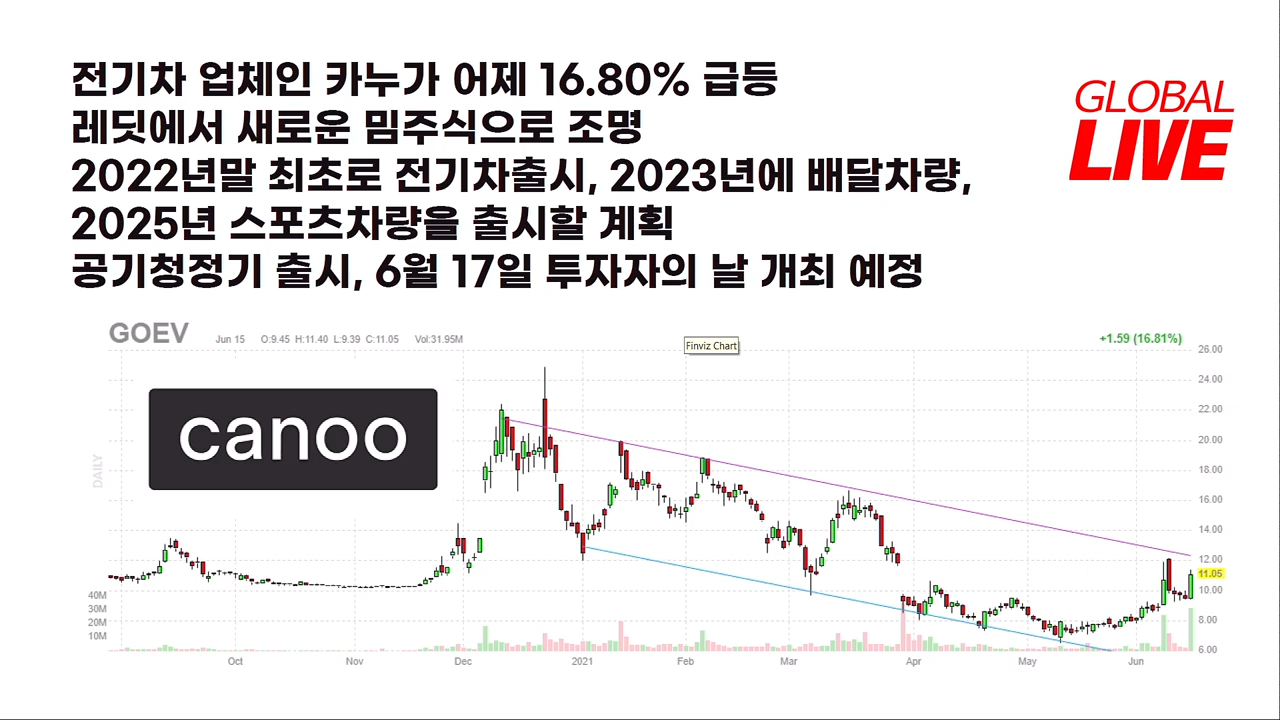 전기차 업체인 카누가 어제 16.80% 급등
레딧에서 새로운 밈주식으로 조명
2022년말 최초로 전기차출시, 2023년에 배달차량,
2025년 스포츠차량을 출시할 계획
공기청정기 출시, 6월 17일 투자자의 날 개최 예정
GLOBAL
LIVE
GOEV Jun 15 O:9.45 H:11.40 L:9.39 C:11.05 Vol:31.95M
Finviz Chart
+1.59 (16.81%)
canoo
DAILY
26.00
24.00
22.00
20.00
18.00
16.00
14.00
12.00
11.05
10.00
8.00
6.00
40M
30M
20M
10M
Oct Nov Dec 2021 Feb Mar Apr May Jun